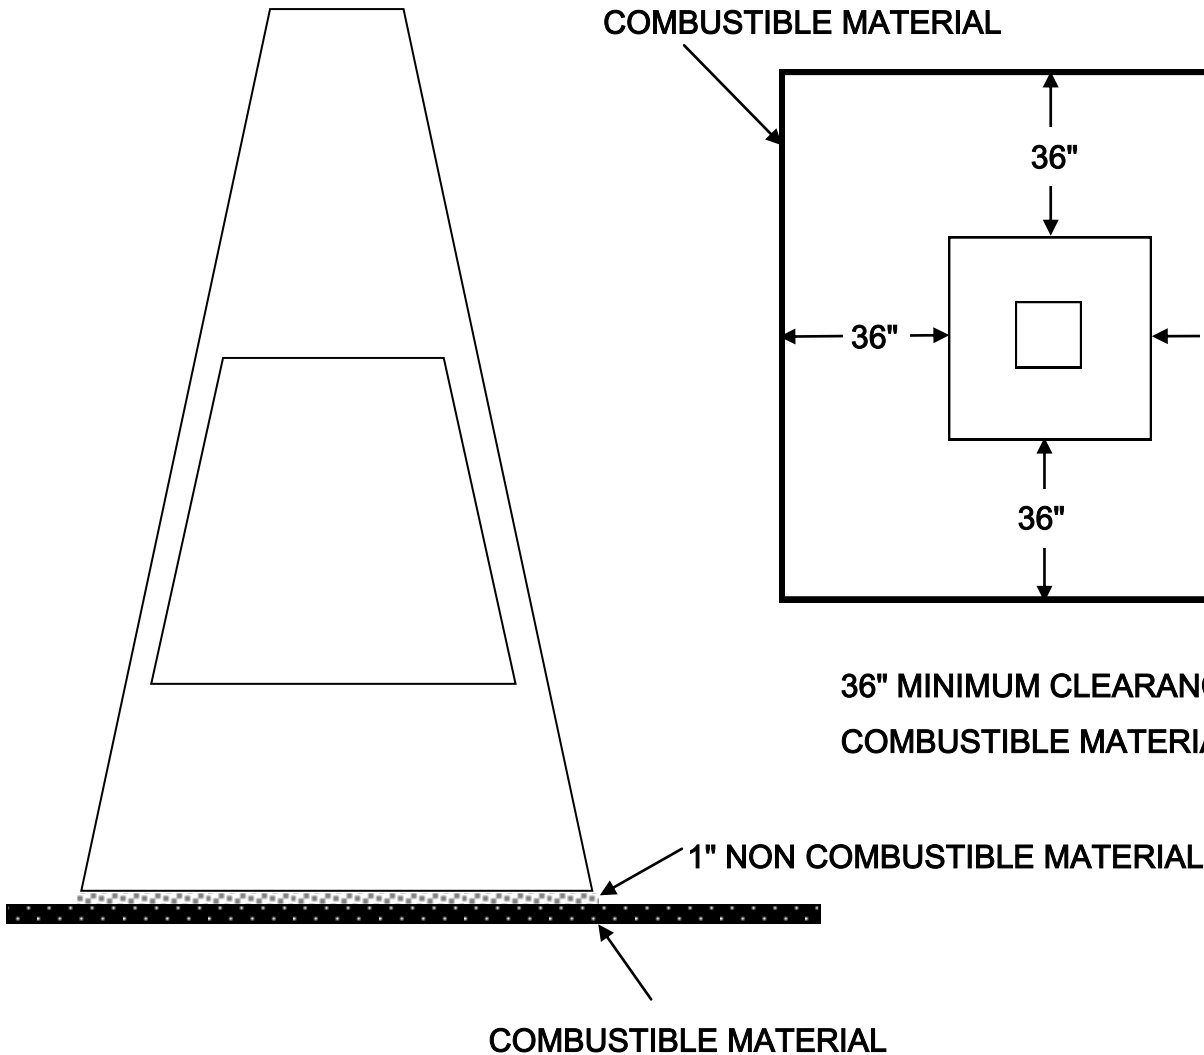 COMBUSTIBLE MATERIAL
36"
36"
36"
36" MINIMUM CLEARANC
COMBUSTIBLE MATERIA
1" NON COMBUSTIBLE MATERIAL
COMBUSTIBLE MATERIAL